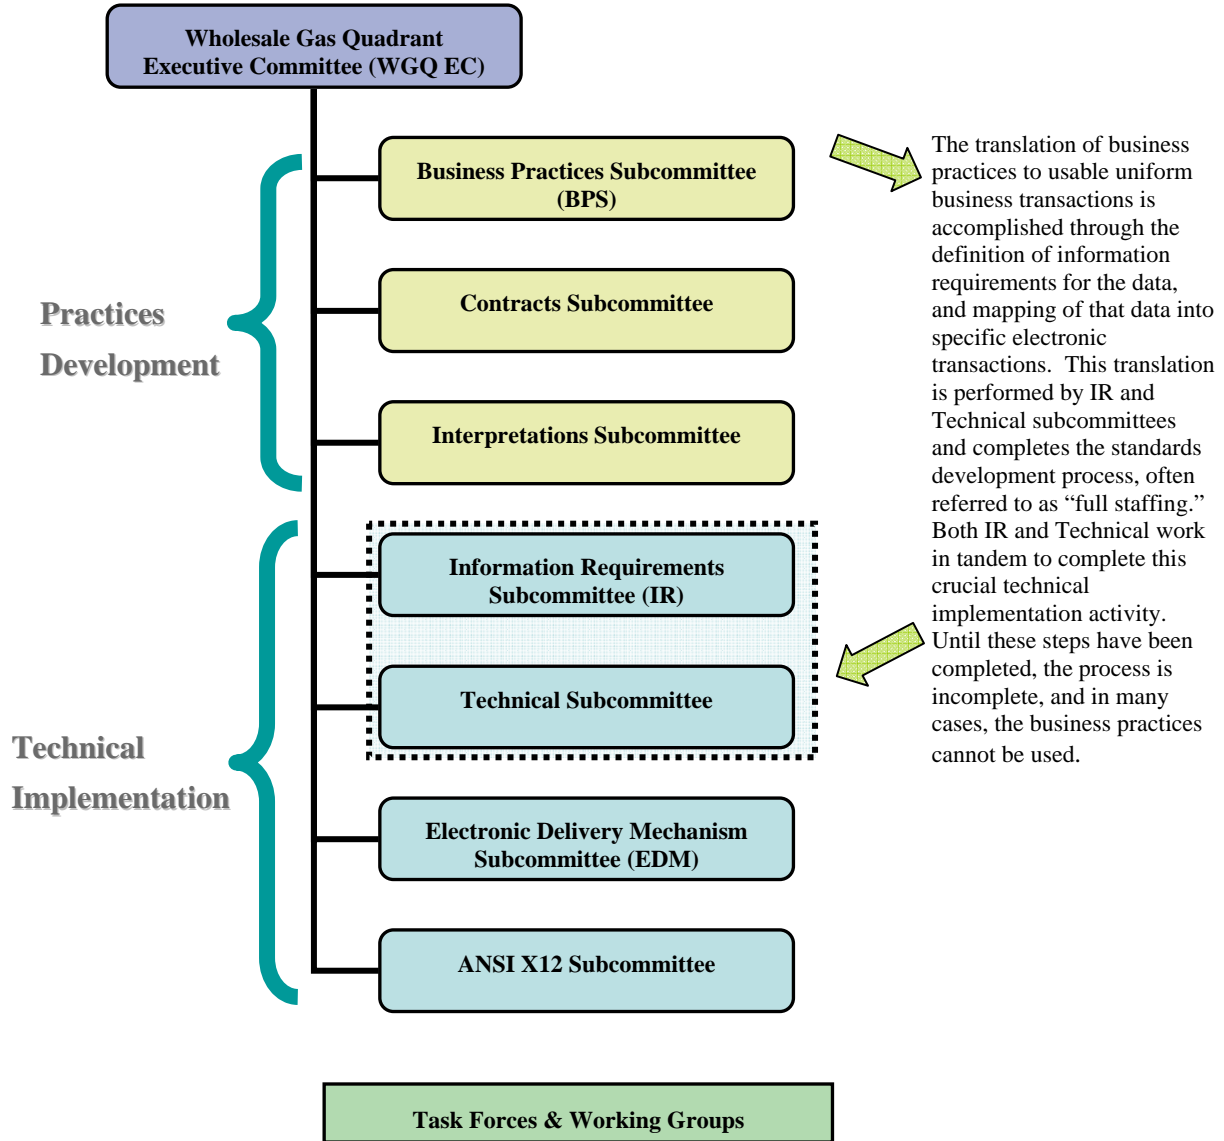 Wholesale Gas Quadrant
Executive Committee (WGQ EC)
Business Practices Subcommittee
(BPS)
Contracts Subcommittee
Interpretations Subcommittee
Practices
Development
Information Requirements
Subcommittee (IR)
Technical Subcommittee
Electronic Delivery Mechanism
Subcommittee (EDM)
ANSI X12 Subcommittee
Technical
Implementation
The translation of business
practices to usable uniform
business transactions is
accomplished through the
definition of information
requirements for the data,
and mapping of that data into
specific electronic
transactions.  This translation
is performed by IR and
Technical subcommittees
and completes the standards
development process, often
referred to as “full staffing.”
Both IR and Technical work
in tandem to complete this
crucial technical
implementation activity.
Until these steps have been
completed, the process is
incomplete, and in many
cases, the business practices
cannot be used.
Task Forces & Working Groups